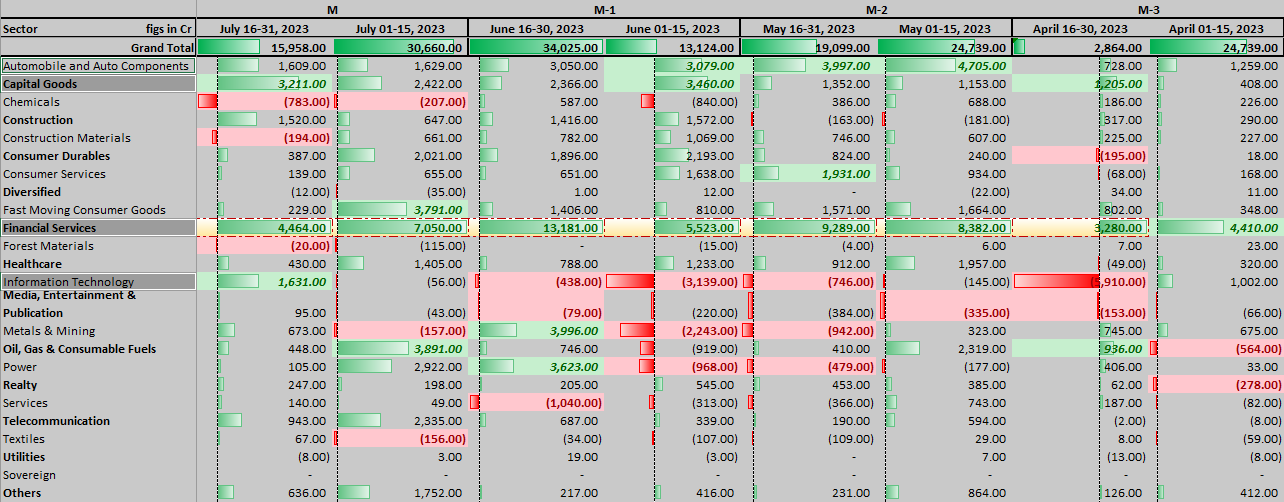 M M-1 M-2 M-3
Sector figs in Cr July 16-31, 2023 July 01-15, 2023 June 16-30, 2023 June 01-15, 2023 May 16-31, 2023 May 01-15, 2023 April 16-30, 2023 April 01-15, 2023
Grand Total 15,958.00 30,660.00 34,025.00 13,124.00 19,099.00 24,739.00 2,864.00 24,739.00
Automobile and Auto Components 1,609.00 1,629.00 3,050.00 3,079.00 3,997.00 4,705.00 728.00 1,259.00
Capital Goods 3,211.00 2,422.00 2,366.00 3,460.00 1,352.00 1,153.00 1,205.00 408.00
Chemicals (783.00) (207.00) 587.00 (840.00) 386.00 688.00 186.00 226.00
Construction 1,520.00 647.00 1,416.00 1,572.00 (163.00) (181.00) 317.00 290.00
Construction Materials (194.00) 661.00 782.00 1,069.00 746.00 607.00 225.00 227.00
Consumer Durables 387.00 2,021.00 1,896.00 2,193.00 824.00 240.00 (195.00) 18.00
Consumer Services 139.00 655.00 651.00 1,638.00 1,931.00 934.00 (68.00) 168.00
Diversified (12.00) (35.00) 1.00 12.00 - (22.00) 34.00 11.00
Fast Moving Consumer Goods 229.00 3,791.00 1,406.00 810.00 1,571.00 1,664.00 802.00 348.00
Financial Services 4,464.00 7,050.00 13,181.00 5,523.00 9,289.00 8,382.00 3,280.00 4,410.00
Forest Materials (20.00) (115.00) - (15.00) (4.00) 6.00 7.00 23.00
Healthcare 430.00 1,405.00 788.00 1,233.00 912.00 1,957.00 (49.00) 320.00
Information Technology 1,631.00 (56.00) (438.00) (3,139.00) (746.00) (145.00) (5,910.00) 1,002.00
Media, Entertainment &
Publication 95.00 (43.00) (79.00) (220.00) (384.00) (335.00) (153.00) (66.00)
Metals & Mining 673.00 (157.00) 3,996.00 (2,243.00) (942.00) 323.00 745.00 675.00
Oil, Gas & Consumable Fuels 448.00 3,891.00 746.00 (919.00) 410.00 2,319.00 936.00 (564.00)
Power 105.00 2,922.00 3,623.00 (968.00) (479.00) (177.00) 406.00 33.00
Realty 247.00 198.00 205.00 545.00 453.00 385.00 62.00 (278.00)
Services 140.00 49.00 (1,040.00) (313.00) (366.00) 743.00 187.00 (82.00)
Telecommunication 943.00 2,335.00 687.00 339.00 190.00 594.00 (2.00) (8.00)
Textiles 67.00 (156.00) (34.00) (107.00) (109.00) 29.00 8.00 (59.00)
Utilities (8.00) 3.00 19.00 (3.00) - 7.00 (13.00) (8.00)
Sovereign - - - - - - - -
Others 636.00 1,752.00 217.00 416.00 231.00 864.00 126.00 412.00